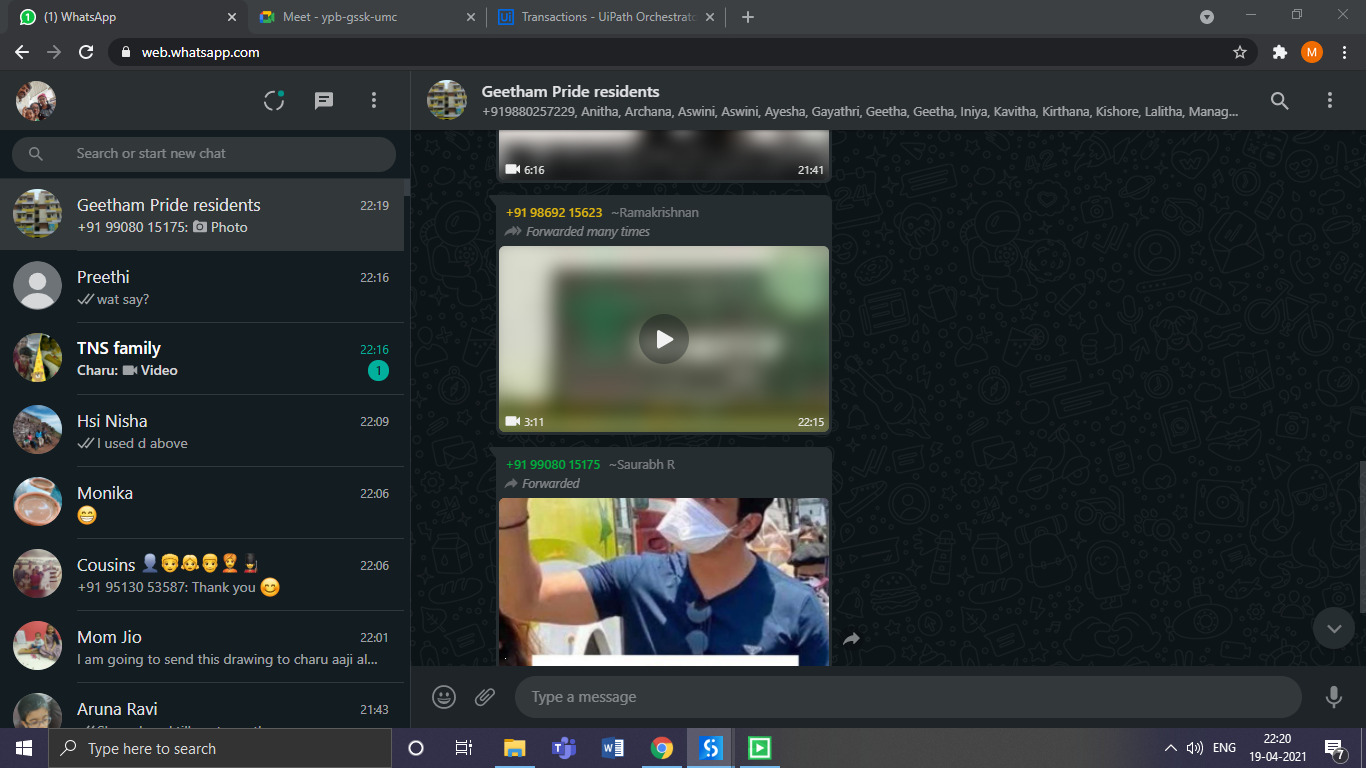 (1) WhatsApp
Meet - ypb-gssk-umc
Transactions - UiPath Orchestrato
web.whatsapp.com
M
Search or start new chat
Geetham Pride residents
22:19
+91 99080 15175: Photo
Preethi
22:16
wat say?
TNS family
22:16
Charu: Video
1
Hsi Nisha
22:09
I used d above
Monika
22:06
😁
Cousins
22:06
+91 95130 53587: Thank you 😊
Mom Jio
22:01
I am going to send this drawing to charu aaji al...
Aruna Ravi
21:43
Geetham Pride residents
+919880257229, Anitha, Archana, Aswini, Aswini, Ayesha, Gayathri, Geetha, Geetha, Iniya, Kavitha, Kirthana, Kishore, Lalitha, Manag...
6:16
21:41
+91 98692 15623 ~Ramakrishnan
Forwarded many times
3:11
22:15
+91 99080 15175 ~Saurabh R
Forwarded
Type a message
Type here to search
ENG
22:20
19-04-2021
7